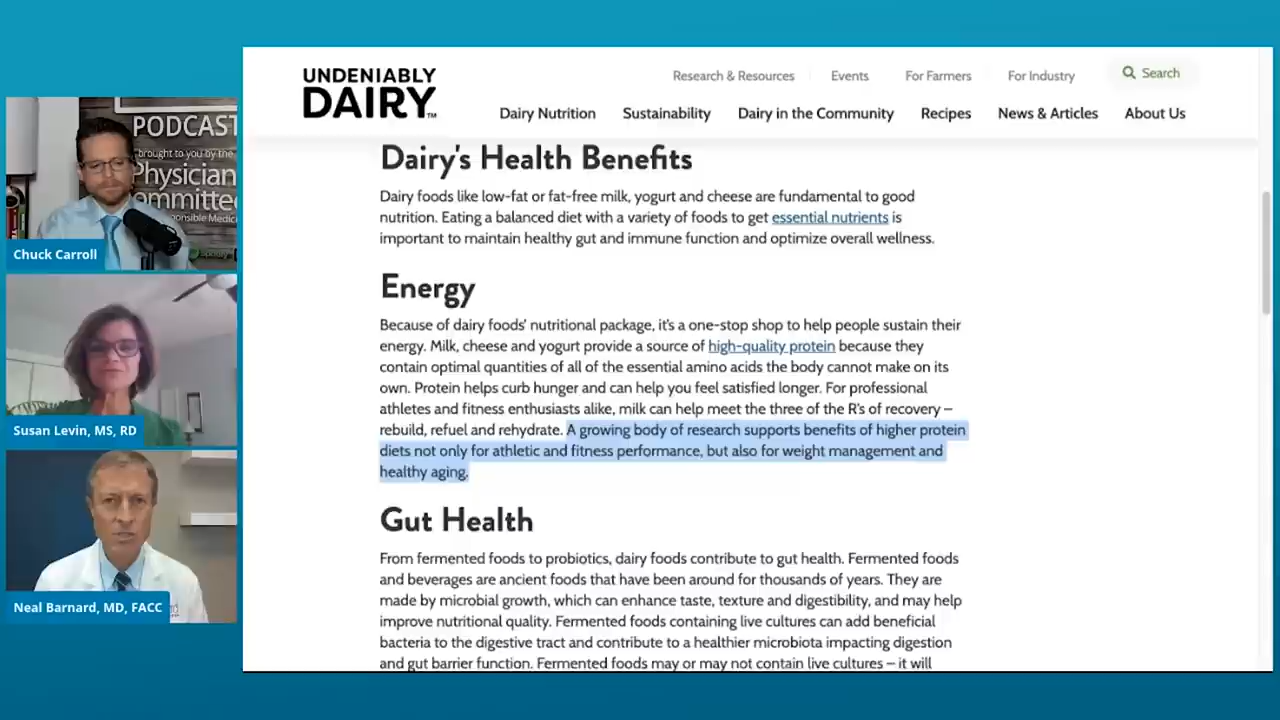 PODCAST
brought to you by the
Physician
ommittee
ponsible Medic
Chuck Carroll
Susan Levin, MS, RD
Neal Barnard, MD, FACC
UNDENIABLY
DAIRY™
Research & Resources
Events
For Farmers
For Industry
Search
Dairy Nutrition
Sustainability
Dairy in the Community
Recipes
News & Articles
About Us
Dairy's Health Benefits
Dairy foods like low-fat or fat-free milk, yogurt and cheese are fundamental to good
nutrition. Eating a balanced diet with a variety of foods to get essential nutrients is
important to maintain healthy gut and immune function and optimize overall wellness.
Energy
Because of dairy foods' nutritional package, it's a one-stop shop to help people sustain their
energy. Milk, cheese and yogurt provide a source of high-quality protein because they
contain optimal quantities of all of the essential amino acids the body cannot make on its
own. Protein helps curb hunger and can help you feel satisfied longer. For professional
athletes and fitness enthusiasts alike, milk can help meet the three of the R's of recovery –
rebuild, refuel and rehydrate. A growing body of research supports benefits of higher protein
diets not only for athletic and fitness performance, but also for weight management and
healthy aging.
Gut Health
From fermented foods to probiotics, dairy foods contribute to gut health. Fermented foods
and beverages are ancient foods that have been around for thousands of years. They are
made by microbial growth, which can enhance taste, texture and digestibility, and may help
improve nutritional quality. Fermented foods containing live cultures can add beneficial
bacteria to the digestive tract and contribute to a healthier microbiota impacting digestion
and gut barrier function. Fermented foods may or may not contain live cultures – it will